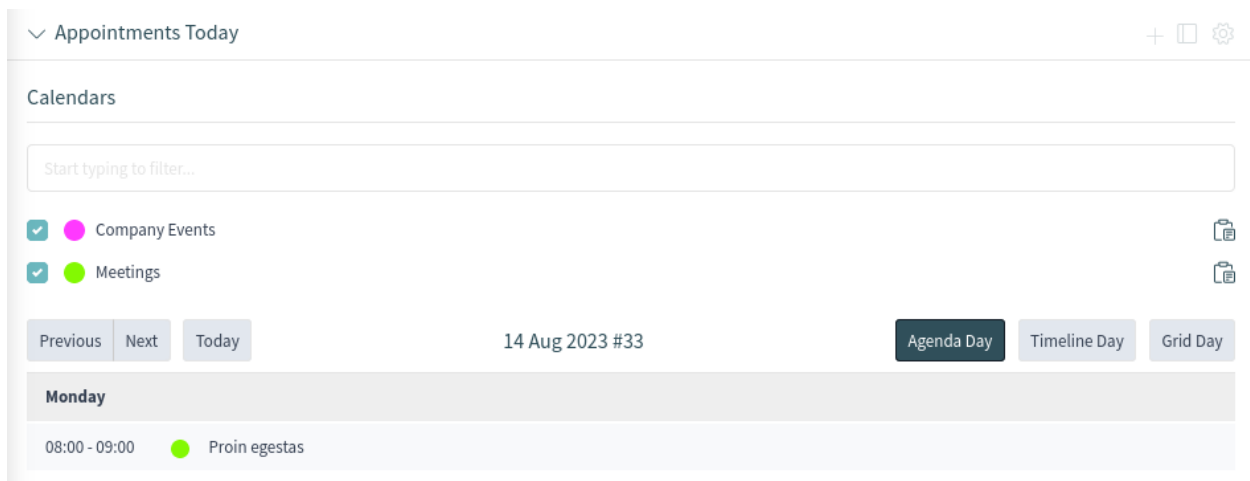 Appointments Today
Calendars
Start typing to filter...
Company Events
Meetings
Previous Next Today 14 Aug 2023 #33 Agenda Day Timeline Day Grid Day
Monday
08:00 - 09:00 Proin egestas